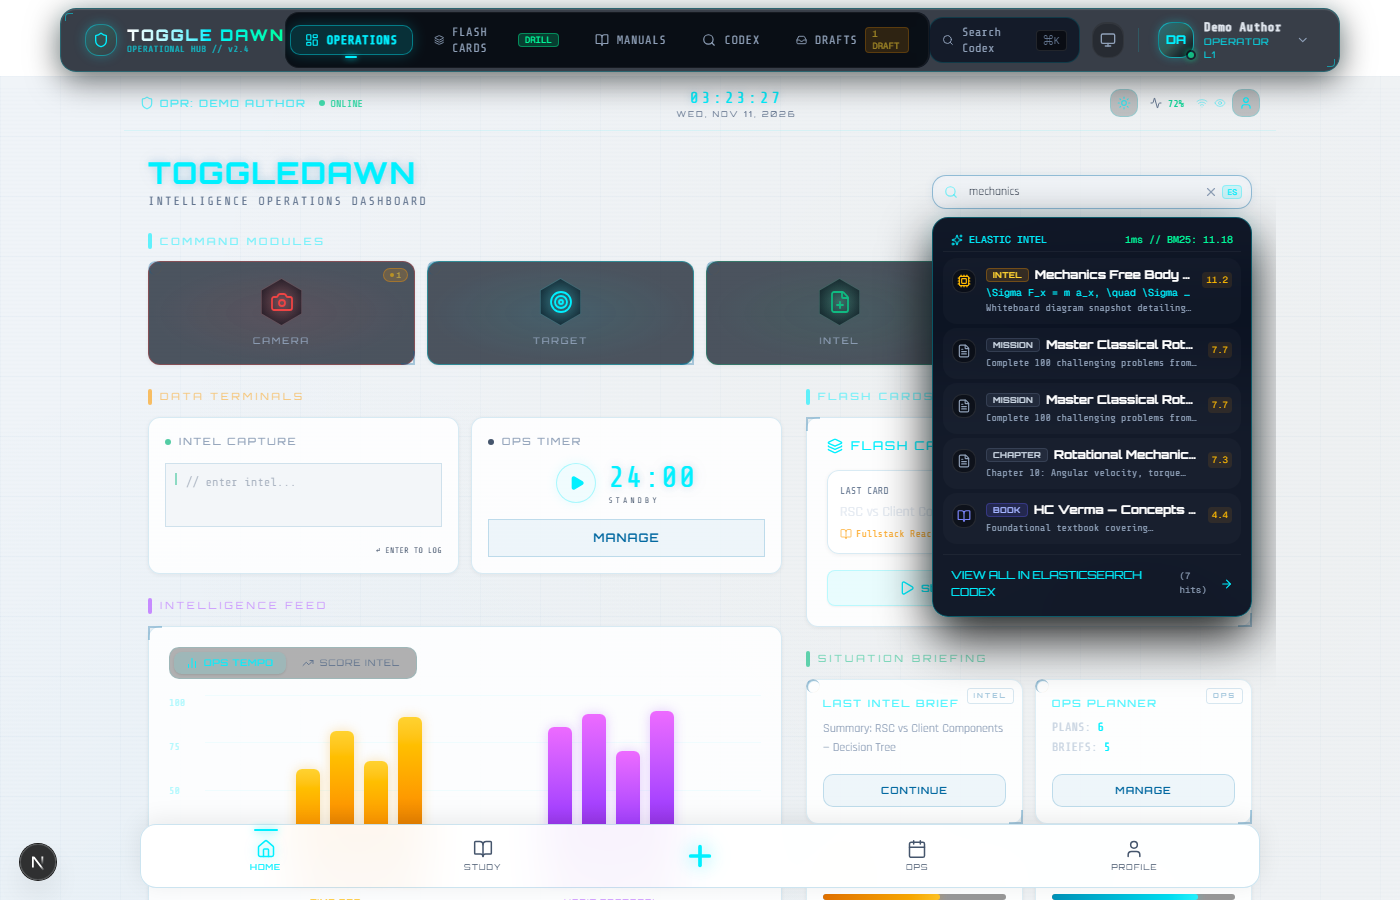 TOGGLE DAWN
OPERATIONAL HUB // v2.4
OPERATIONS
FLASH CARDS
DRILL
MANUALS
CODEX
DRAFTS
1 DRAFT
Search Codex
⌘K
DA
Demo Author
OPERATOR L1
OPR: DEMO AUTHOR
ONLINE
03:23:27
WED, NOV 11, 2026
72%
TOGGLEDAWN
INTELLIGENCE OPERATIONS DASHBOARD
mechanics
ES
COMMAND MODULES
1
CAMERA
TARGET
INTEL
ELASTIC INTEL
1ms // BM25: 11.18
INTEL
Mechanics Free Body …
11.2
\Sigma F_x = m a_x, \quad \Sigma …
Whiteboard diagram snapshot detailing…
MISSION
Master Classical Rot…
7.7
Complete 100 challenging problems from…
MISSION
Master Classical Rot…
7.7
Complete 100 challenging problems from…
CHAPTER
Rotational Mechanic…
7.3
Chapter 10: Angular velocity, torque…
BOOK
HC Verma — Concepts …
4.4
Foundational textbook covering…
VIEW ALL IN ELASTICSEARCH CODEX
(7 hits)
DATA TERMINALS
INTEL CAPTURE
// enter intel...
↵ ENTER TO LOG
OPS TIMER
24:00
STANDBY
MANAGE
FLASH CARDS
LAST CARD
RSC vs Client Co
Fullstack Reac
INTELLIGENCE FEED
SCORE INTEL
100
75
50
SITUATION BRIEFING
LAST INTEL BRIEF
INTEL
Summary: RSC vs Client Components
– Decision Tree
CONTINUE
OPS PLANNER
OPS
PLANS: 6
BRIEFS: 5
MANAGE
HOME
STUDY
OPS
PROFILE
N